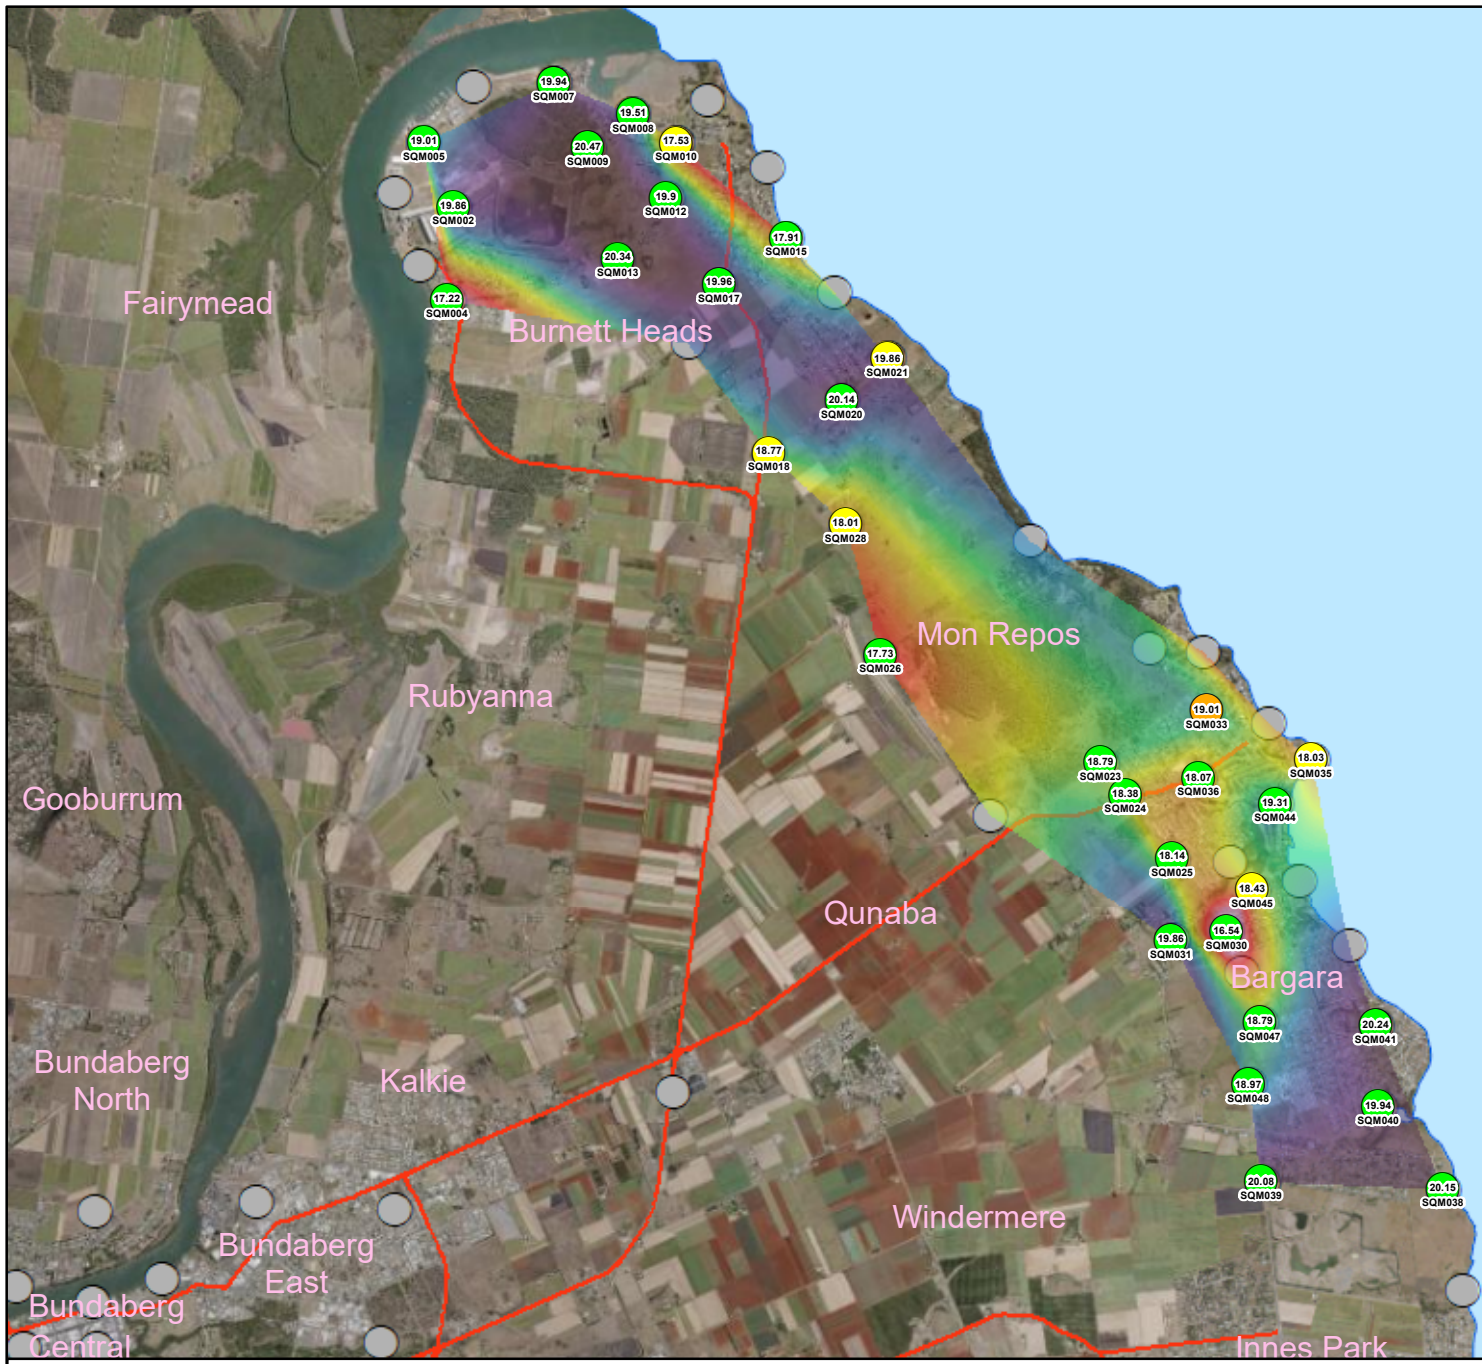 19.94
SQM007
19.51
SQM008
19.01
SQM005
20.47
SQM009
17.53
SQM010
19.86
SQM002
19.9
SQM012
17.91
SQM015
20.34
SQM013
19.96
SQM017
17.22
SQM004
Fairymead
Burnett Heads
19.86
SQM021
20.14
SQM020
18.77
SQM018
18.01
SQM028
Mon Repos
17.73
SQM026
Rubyanna
19.01
SQM033
18.79
SQM023
18.03
SQM035
18.07
SQM036
18.38
SQM024
19.31
SQM044
Gooburrum
18.14
SQM025
18.43
SQM045
Qunaba
16.54
SQM030
19.86
SQM031
Bargara
18.79
SQM047
20.24
SQM041
Bundaberg
North
Kalkie
18.97
SQM048
19.94
SQM040
20.08
SQM039
20.15
SQM038
Windermere
Bundaberg
East
Bundaberg
Central
Innes Park